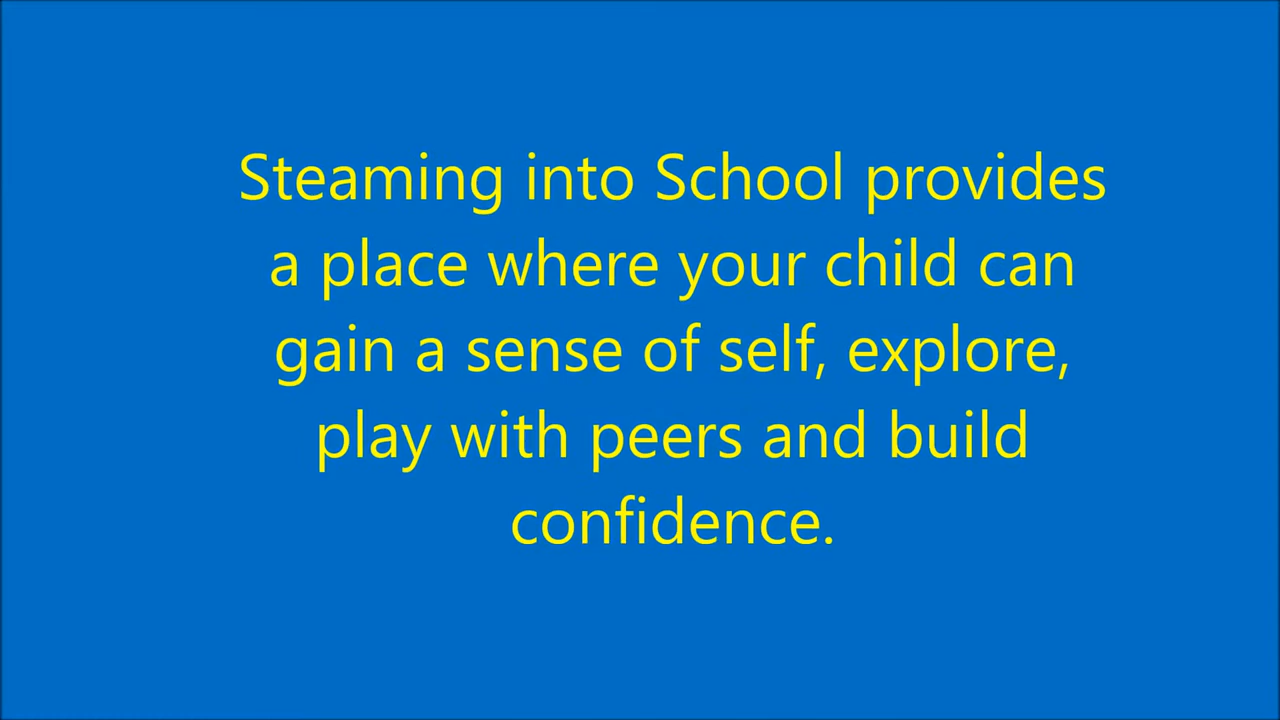 Steaming into School provides
a place where your child can
gain a sense of self, explore,
play with peers and build
confidence.